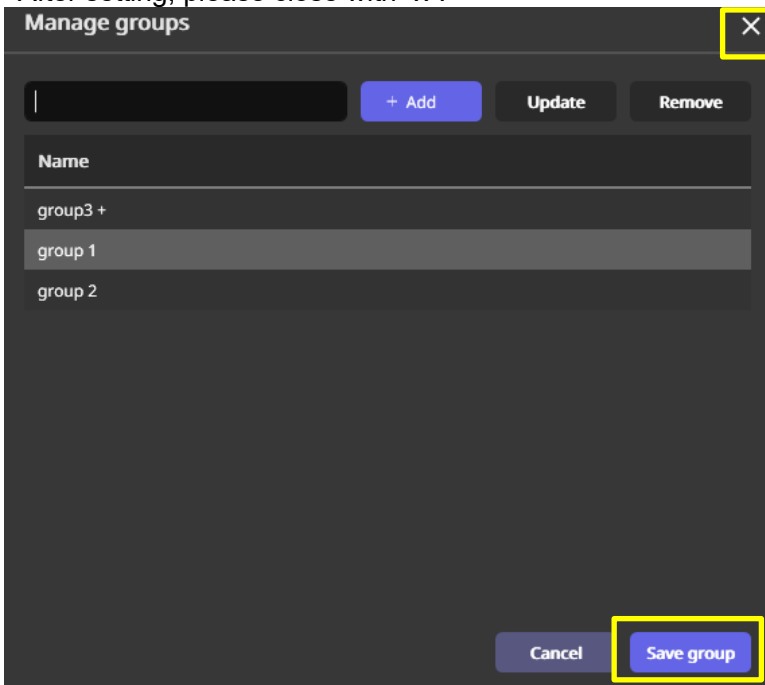 Manage groups
+ Add
Update
Remove
Name
group3 +
group 1
group 2
Cancel
Save group